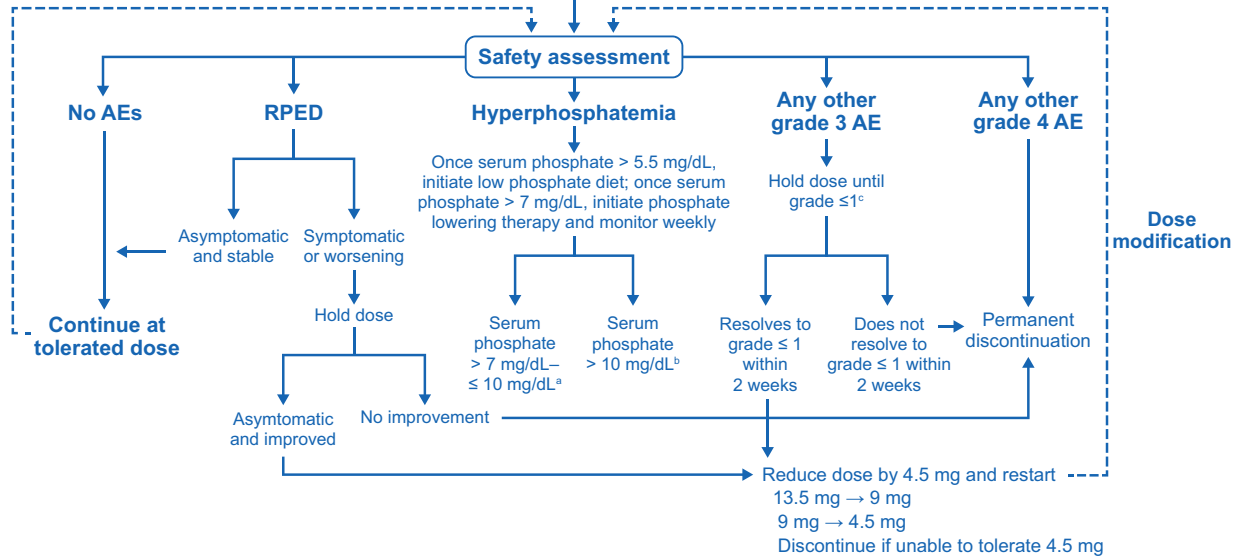 Safety assessment
No AEs
RPED
Hyperphosphatemia
Any other
grade 3 AE
Any other
grade 4 AE
Once serum phosphate > 5.5 mg/dL,
initiate low phosphate diet; once serum
phosphate > 7 mg/dL, initiate phosphate
lowering therapy and monitor weekly
Hold dose until
grade ≤1ᶜ
Asymptomatic
and stable
Symptomatic
or worsening
Dose
modification
Continue at
tolerated dose
Hold dose
Serum
phosphate
> 7 mg/dL–
≤ 10 mg/dLᵃ
Serum
phosphate
> 10 mg/dLᵇ
Resolves to
grade ≤ 1
within
2 weeks
Does not
resolve to
grade ≤ 1 within
2 weeks
Permanent
discontinuation
Asymtomatic
and improved
No improvement
Reduce dose by 4.5 mg and restart
13.5 mg → 9 mg
9 mg → 4.5 mg
Discontinue if unable to tolerate 4.5 mg